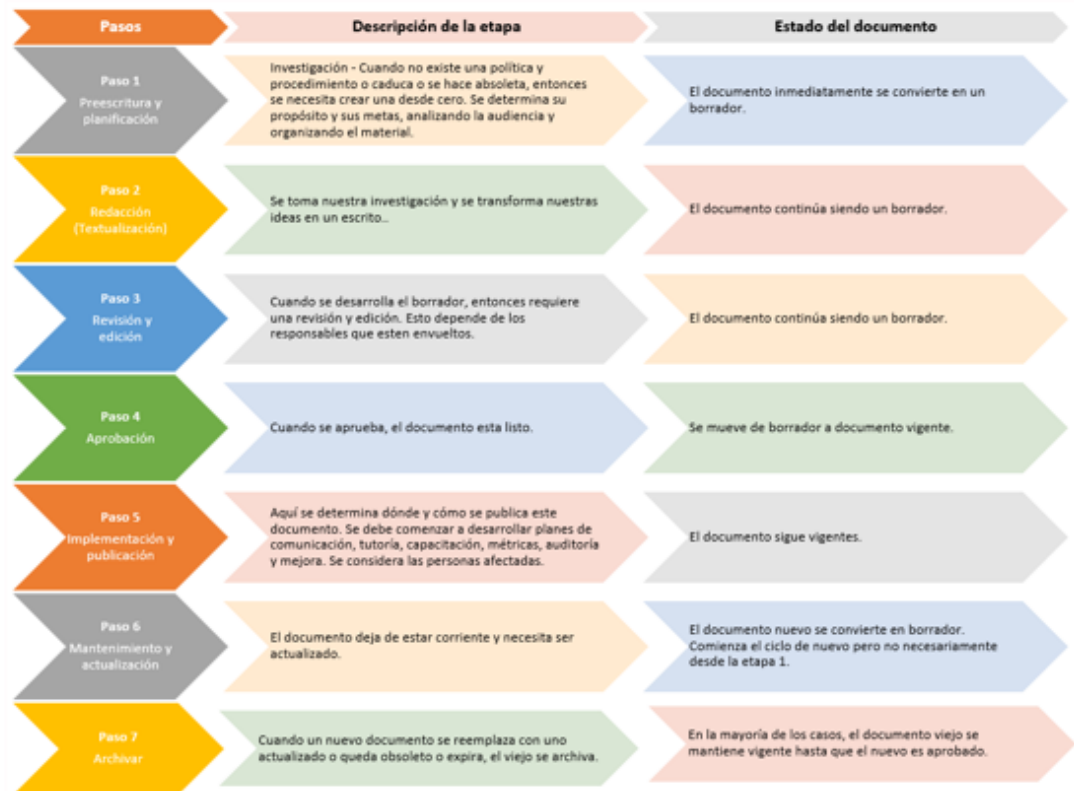 Pasos
Descripción de la etapa
Estado del documento
Paso 1
Preescritura y
planificación
Investigación - Cuando no existe una política y
procedimiento o caduca o se hace absoleta, entonces
se necesita crear una desde cero. Se determina su
propósito y sus metas, analizando la audiencia y
organizando el material.
El documento inmediatamente se convierte en un
borrador.
Paso 2
Redacción
(Textualización)
Se toma nuestra investigación y se transforma nuestras
ideas en un escrito..
El documento continúa siendo un borrador.
Paso 3
Revisión y
edición
Cuando se desarrolla el borrador, entonces requiere
una revisión y edición. Esto depende de los
responsables que esten envueltos.
El documento continúa siendo un borrador.
Paso 4
Aprobación
Cuando se aprueba, el documento esta listo.
Se mueve de borrador a documento vigente.
Paso 5
Implementación y
publicación
Aquí se determina dónde y cómo se publica este
documento. Se debe comenzar a desarrollar planes de
comunicación, tutoría, capacitación, métricas, auditoría
y mejora. Se considera las personas afectadas.
El documento sigue vigentes.
Paso 6
Mantenimiento y
actualización
El documento deja de estar corriente y necesita ser
actualizado.
El documento nuevo se convierte en borrador.
Comienza el ciclo de nuevo pero no necesariamente
desde la etapa 1.
Paso 7
Archivar
Cuando un nuevo documento se reemplaza con uno
actualizado o queda obsoleto o expira, el viejo se archiva.
En la mayoría de los casos, el documento viejo se
mantiene vigente hasta que el nuevo es aprobado.